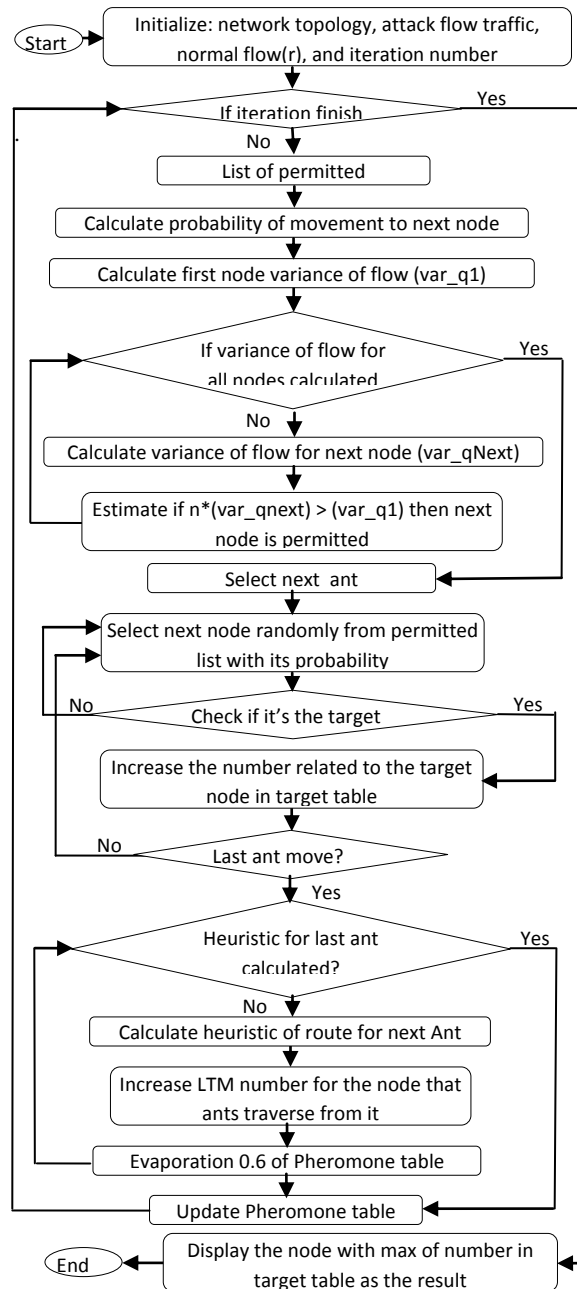 Start
Initialize: network topology, attack flow traffic,
normal flow(r), and iteration number
If iteration finish
Yes
No
List of permitted
Calculate probability of movement to next node
Calculate first node variance of flow (var_q1)
If variance of flow for
all nodes calculated
Yes
No
Calculate variance of flow for next node (var_qNext)
Estimate if n*(var_qnext) > (var_q1) then next
node is permitted
Select next ant
Select next node randomly from permitted
list with its probability
No
Check if it's the target
Yes
Increase the number related to the target
node in target table
No
Last ant move?
Yes
Heuristic for last ant
calculated?
Yes
No
Calculate heuristic of route for next Ant
Increase LTM number for the node that
ants traverse from it
Evaporation 0.6 of Pheromone table
Update Pheromone table
End
Display the node with max of number in
target table as the result